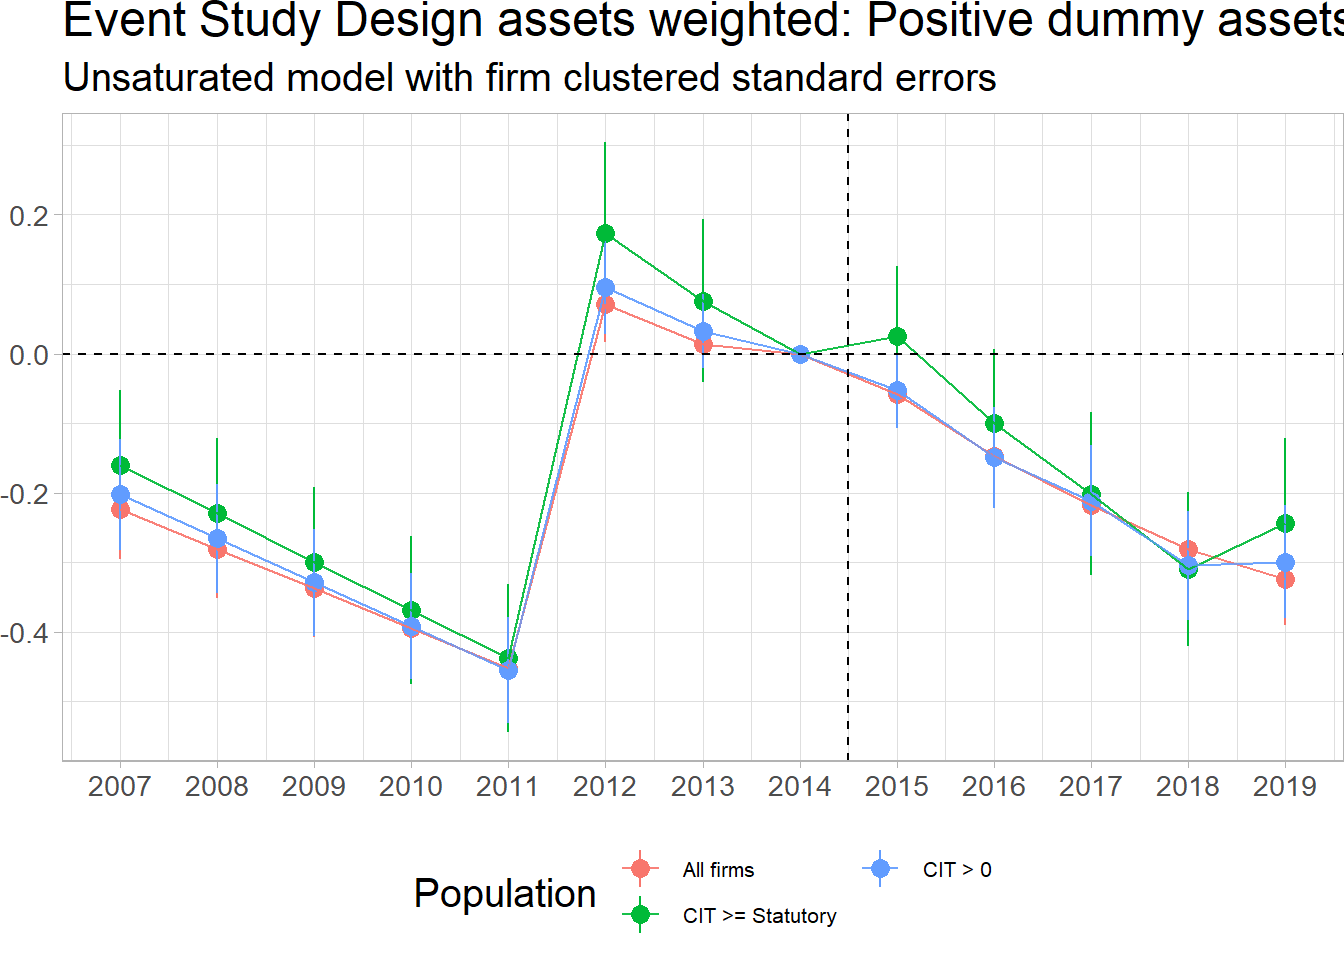 Event Study Design assets weighted: Positive dummy assets
Unsaturated model with firm clustered standard errors
0.2
0.0
-0.2
-0.4
2007 2008 2009 2010 2011 2012 2013 2014 2015 2016 2017 2018 2019
Population
All firms
CIT >= Statutory
CIT > 0